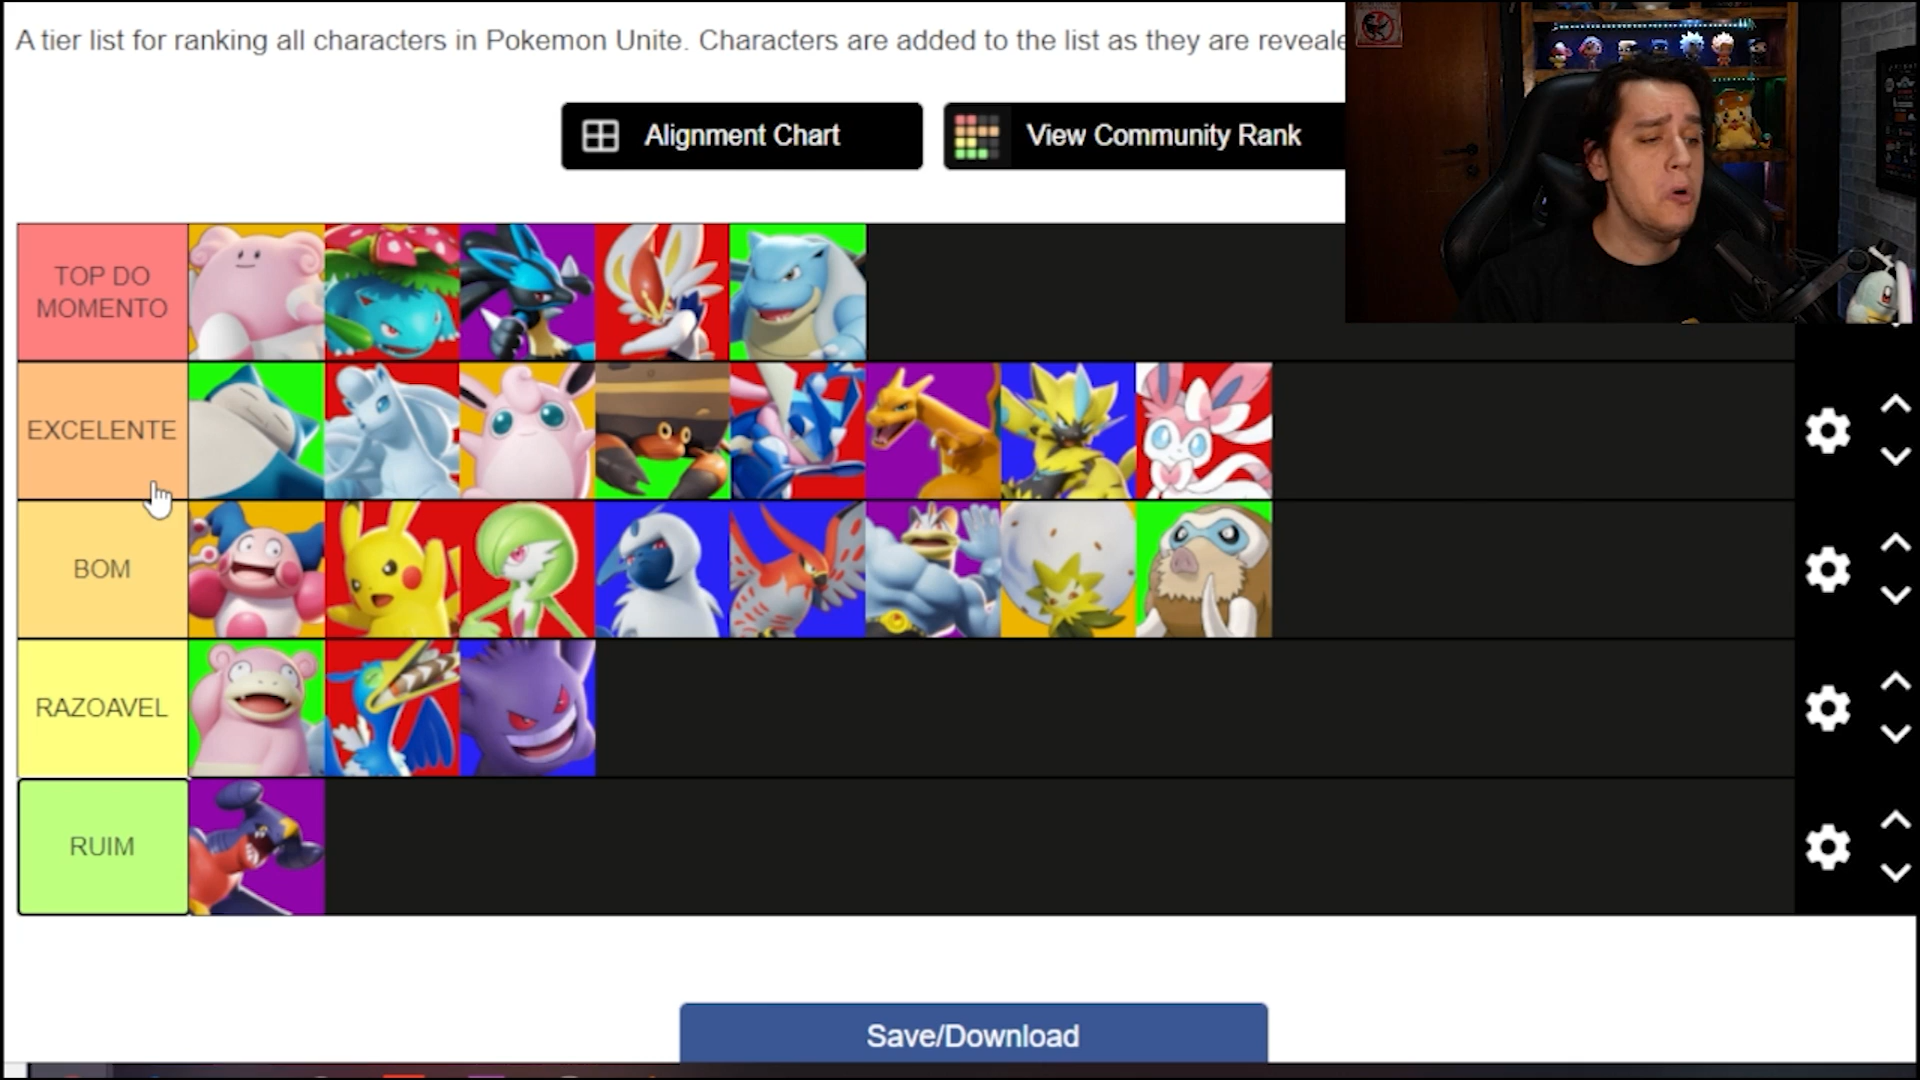 A tier list for ranking all characters in Pokemon Unite. Characters are added to the list as they are reveale
Alignment Chart
View Community Rank
TOP DO
MOMENTO
EXCELENTE
BOM
RAZOAVEL
RUIM
Save/Download